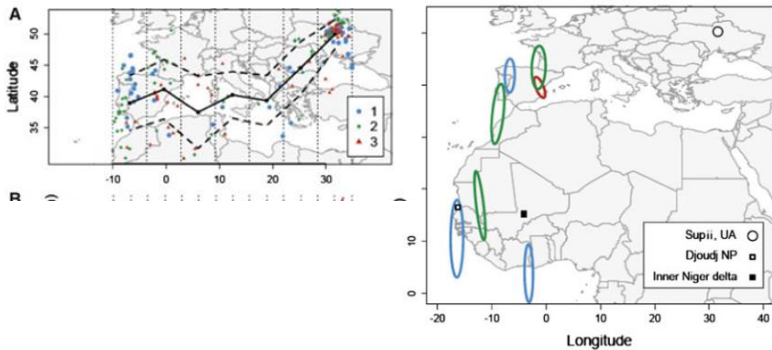 A
Latitude
50
45
40
35
-10 0 10 20 30
1
2
3
B
10
0
-20 -10 0 10 20 30 40
Longitude
Supii, UA
Djoudj NP
Inner Niger delta